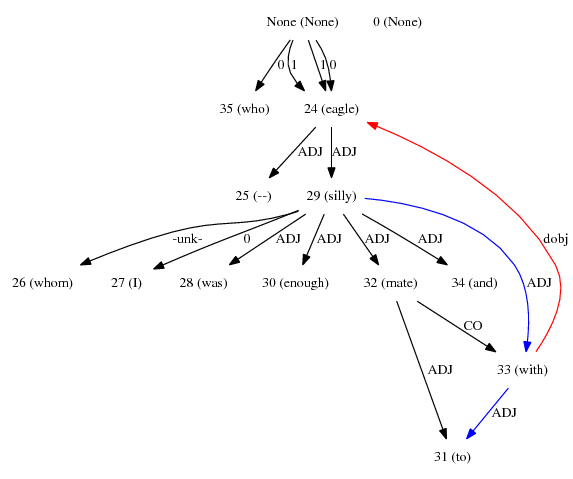 None (None) 0 (None)
0 1 1 0
35 (who) 24 (eagle)
ADJ ADJ
25 (--) 29 (silly)
-unk- 0 ADJ ADJ ADJ ADJ dobj
26 (whom) 27 (I) 28 (was) 30 (enough) 32 (mate) 34 (and) ADJ
CO
ADJ 33 (with)
ADJ
31 (to)